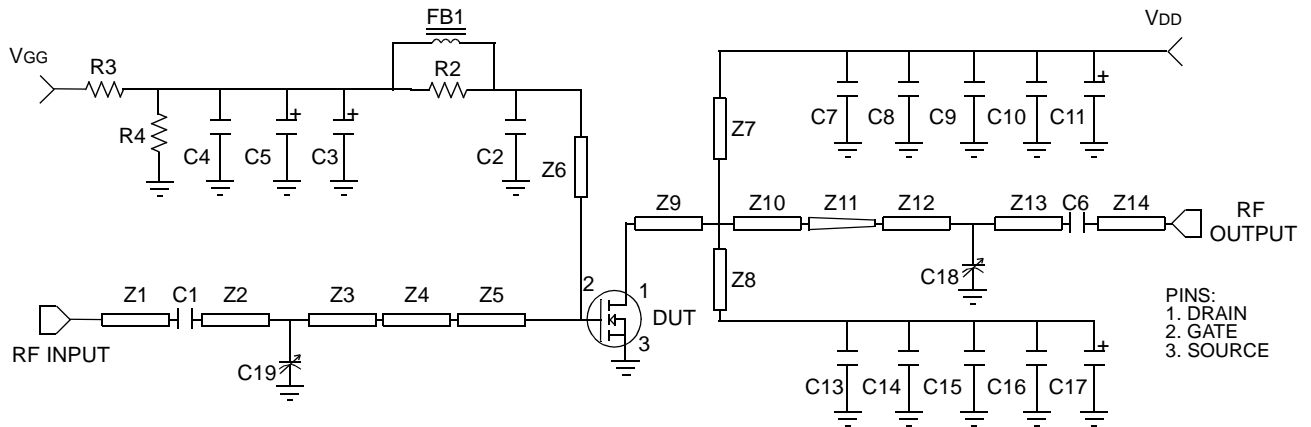 FB1
VDD
VGG
R3
R2
R4
C4
C5
+
C3
+
C2
Z6
Z7
C7
C8
C9
C10
C11
+
Z9
Z10
Z11
Z12
Z13
C6
Z14
RF
OUTPUT
C18
Z8
2
1
DUT
3
Z1
C1
Z2
Z3
Z4
Z5
RF INPUT
C19
C13
C14
C15
C16
C17
+
PINS:
1. DRAIN
2. GATE
3. SOURCE